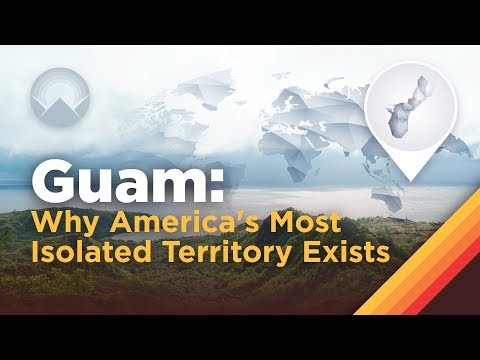 Guam:
Why America's Most
Isolated Territory Exists